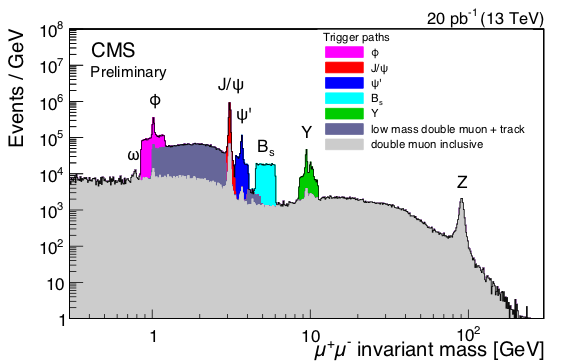 20 pb⁻¹ (13 TeV)
Events / GeV
10⁸
10⁷
10⁶
10⁵
10⁴
10³
10²
10
1
CMS
Preliminary
Trigger paths
ϕ
J/ψ
ψ'
Bₛ
Υ
low mass double muon + track
double muon inclusive
ω
ϕ
J/ψ
ψ'
Bₛ
Υ
Z
1
10
10²
μ⁺μ⁻ invariant mass [GeV]